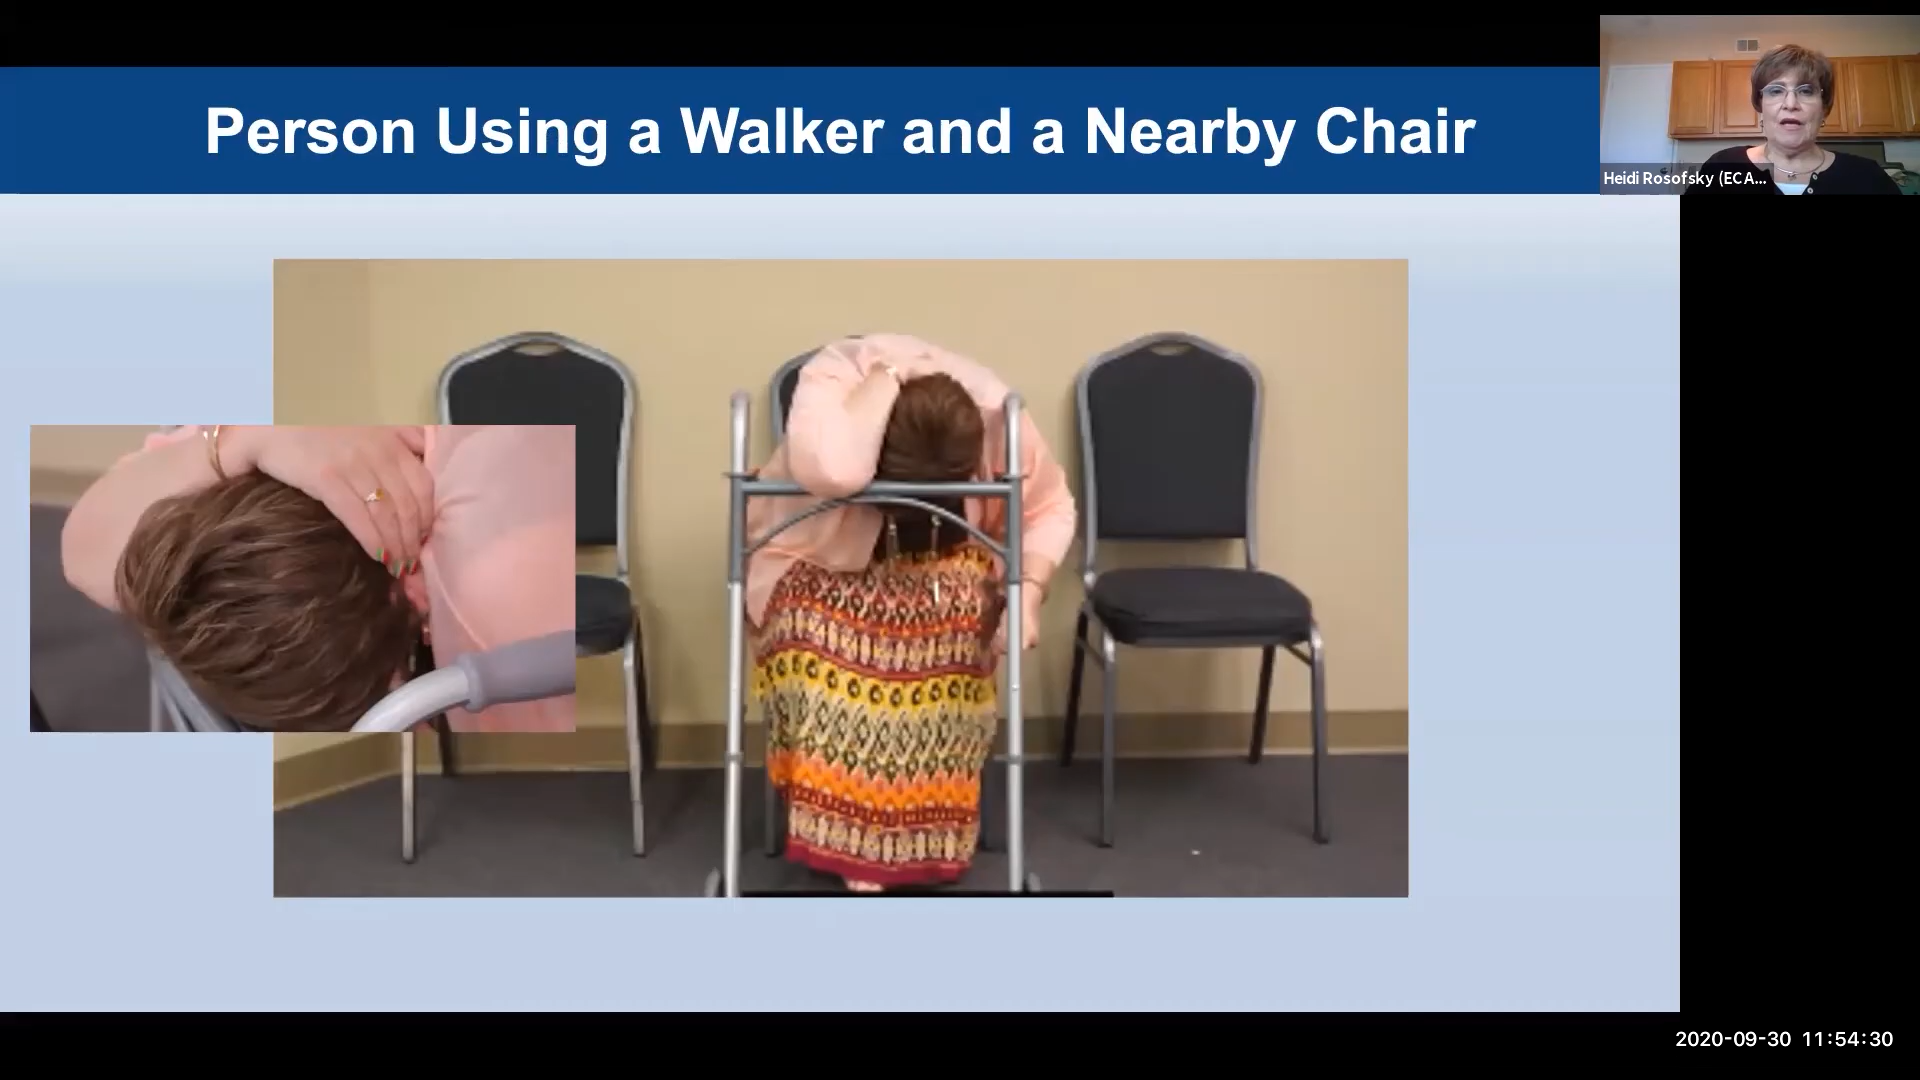 Person Using a Walker and a Nearby Chair
Heidi Rosofsky (ECA...
2020-09-30 11:54:30